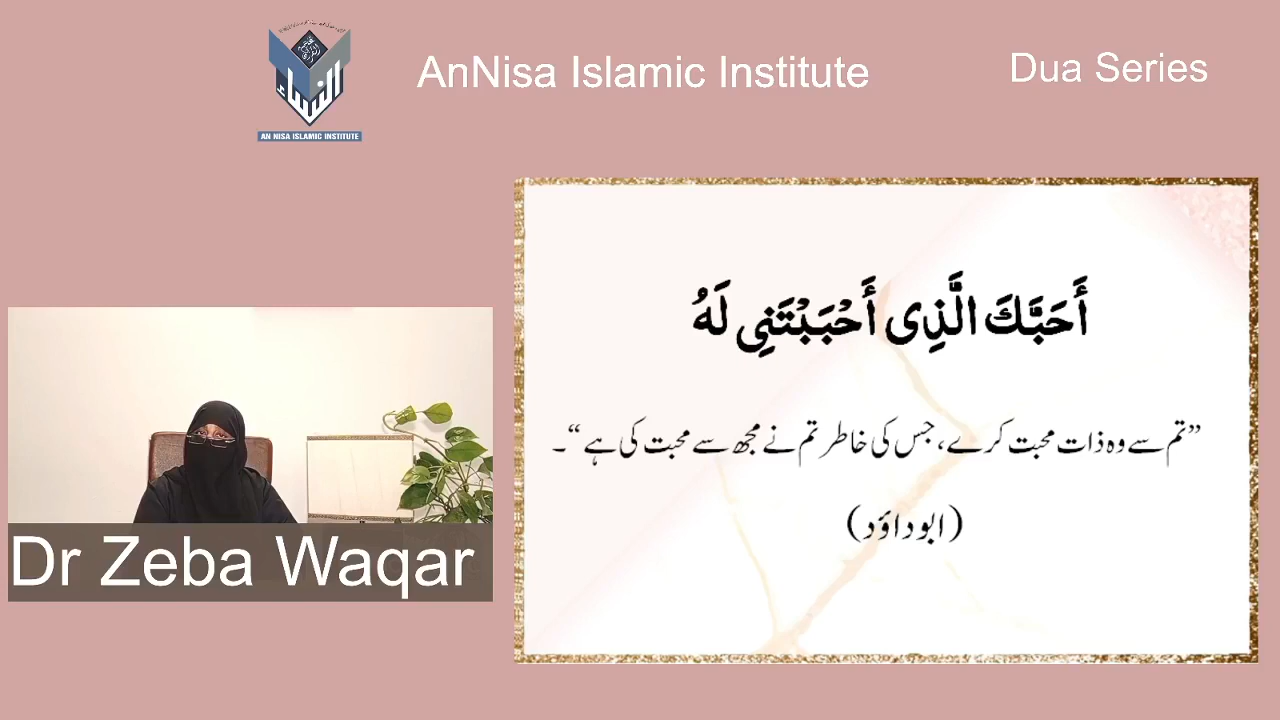 AnNisa Islamic Institute
Dua Series
النساء
AN NISA ISLAMIC INSTITUTE
أَحَبَّكَ الَّذِى أَحْبَبْتَنِى لَهُ
”تم سے وہ ذات محبت کرے، جس کی خاطر تم نے مجھ سے محبت کی ہے“۔
(ابوداؤد)
Dr Zeba Waqar